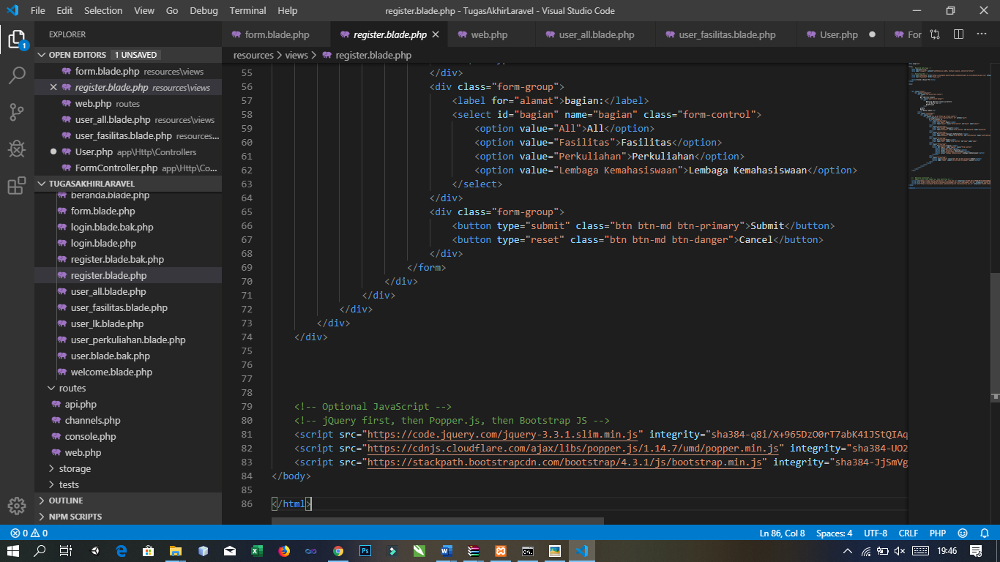 File Edit Selection View Go Debug Terminal Help register.blade.php - TugasAkhirLaravel - Visual Studio Code
EXPLORER
form.blade.php register.blade.php web.php user_all.blade.php user_fasilitas.blade.php User.php For
OPEN EDITORS 1 UNSAVED
form.blade.php resources\views
register.blade.php resources\views
web.php routes
user_all.blade.php resources\views
user_fasilitas.blade.php resources...
User.php app\Http\Controllers
FormController.php app\Http\Co...
TUGASAKHIRLARAVEL
beranda.blade.php
form.blade.php
login.blade.bak.php
login.blade.php
register.blade.bak.php
register.blade.php
user_all.blade.php
user_fasilitas.blade.php
user_lk.blade.php
user_perkuliahan.blade.php
user.blade.bak.php
welcome.blade.php
routes
api.php
channels.php
console.php
web.php
storage
tests
OUTLINE
NPM SCRIPTS
1
resources > views > register.blade.php
55 </div>
56 <div class="form-group">
57 <label for="alamat">bagian:</label>
58 <select id="bagian" name="bagian" class="form-control">
59 <option value="All">All</option>
60 <option value="Fasilitas">Fasilitas</option>
61 <option value="Perkuliahan">Perkuliahan</option>
62 <option value="Lembaga Kemahasiswaan">Lembaga Kemahasiswaan</option>
63 </select>
64 </div>
65 <div class="form-group">
66 <button type="submit" class="btn btn-md btn-primary">Submit</button>
67 <button type="reset" class="btn btn-md btn-danger">Cancel</button>
68 </div>
69 </form>
70 </div>
71 </div>
72 </div>
73 </div>
74 </div>
75
76
77
78
79 <!-- Optional JavaScript -->
80 <!-- jQuery first, then Popper.js, then Bootstrap JS -->
81 <script src="https://code.jquery.com/jquery-3.3.1.slim.min.js" integrity="sha384-q8i/X+965DzO0rT7abK41JStQIAq
82 <script src="https://cdnjs.cloudflare.com/ajax/libs/popper.js/1.14.7/umd/popper.min.js" integrity="sha384-UO2
83 <script src="https://stackpath.bootstrapcdn.com/bootstrap/4.3.1/js/bootstrap.min.js" integrity="sha384-JjSmVg
84 </body>
85
86 </html>
0 0 Ln 86, Col 8 Spaces: 4 UTF-8 CRLF PHP
19:46